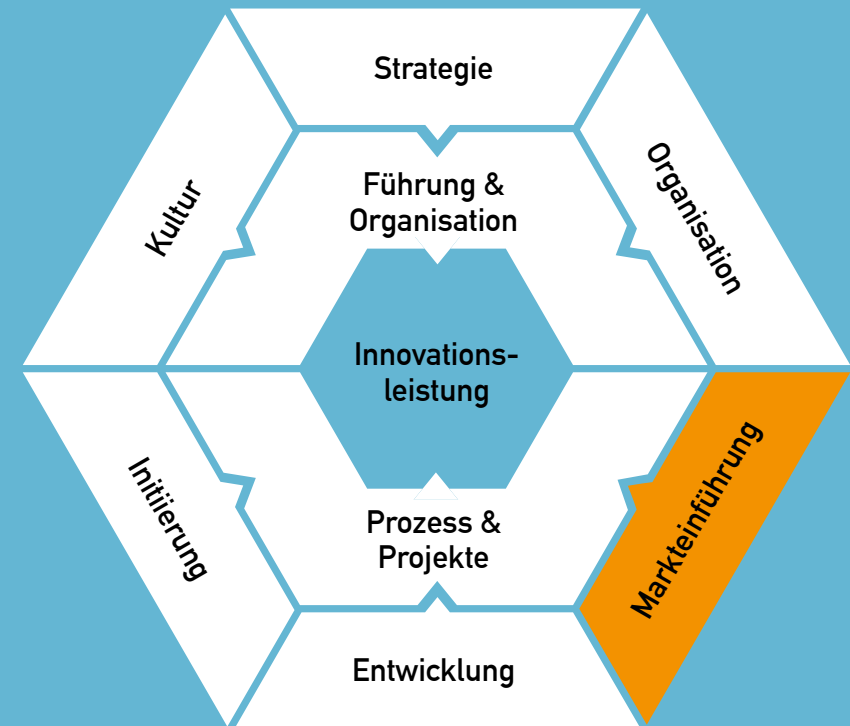 Strategie
Kultur
Führung &
Organisation
Organisation
Innovations-
leistung
Initiierung
Prozess &
Projekte
Markteinführung
Entwicklung